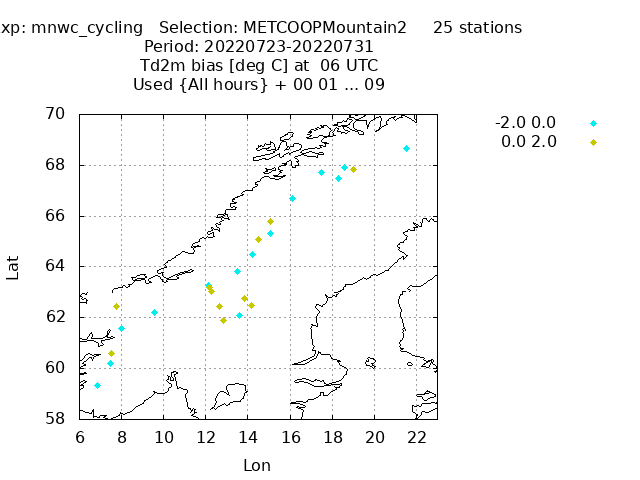 xp: mnwc_cycling   Selection: METCOOPMountain2     25 stations
Period: 20220723-20220731
Td2m bias [deg C] at  06 UTC
Used {All hours} + 00 01 ... 09
-2.0 0.0
0.0 2.0
70
68
66
64
62
60
58
Lat
6 8 10 12 14 16 18 20 22
Lon